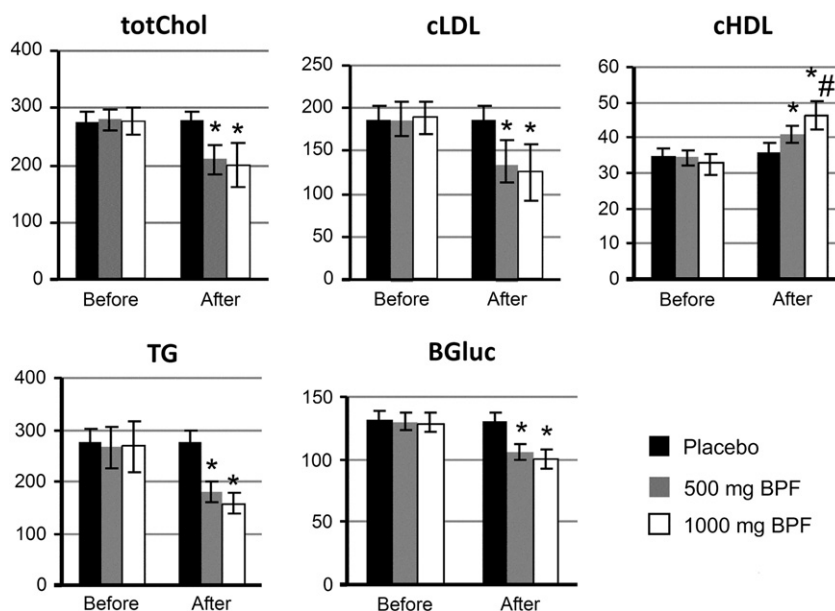 totChol
400
300
200
100
0
* *
Before After
cLDL
200
150
100
50
0
* *
Before After
cHDL
60
50
40
30
20
10
0
* *#
Before After
TG
400
300
200
100
0
* *
Before After
BGluc
150
100
50
0
* *
Before After
Placebo
500 mg BPF
1000 mg BPF